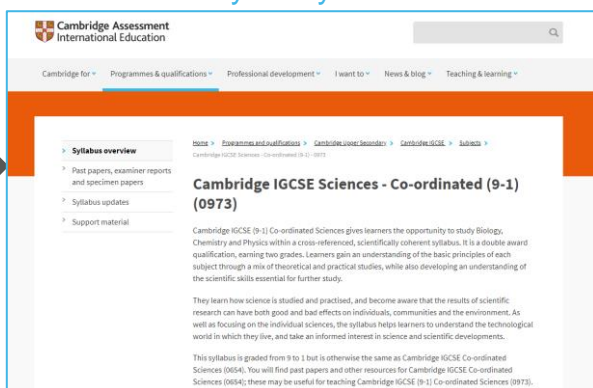 Cambridge Assessment
International Education
Cambridge for
Programmes & qualifications
Professional development
I want to
News & blog
Teaching & learning
Syllabus overview
Past papers, examiner reports
and specimen papers
Syllabus updates
Support material
Home > Programmes and qualifications > Cambridge Upper Secondary > Cambridge IGCSE > Subjects >
Cambridge IGCSE Sciences - Co-ordinated (9-1) - 0973
Cambridge IGCSE Sciences - Co-ordinated (9-1)
(0973)
Cambridge IGCSE (9-1) Co-ordinated Sciences gives learners the opportunity to study Biology,
Chemistry and Physics within a cross-referenced, scientifically coherent syllabus. It is a double award
qualification, earning two grades. Learners gain an understanding of the basic principles of each
subject through a mix of theoretical and practical studies, while also developing an understanding of
the scientific skills essential for further study.
They learn how science is studied and practised, and become aware that the results of scientific
research can have both good and bad effects on individuals, communities and the environment. As
well as focusing on the individual sciences, the syllabus helps learners to understand the technological
world in which they live, and take an informed interest in science and scientific developments.
This syllabus is graded from 9 to 1 but is otherwise the same as Cambridge IGCSE Co-ordinated
Sciences (0654). You will find past papers and other resources for Cambridge IGCSE Co-ordinated
Sciences (0654); these may be useful for teaching Cambridge IGCSE (9-1) Co-ordinated Sciences (0973).